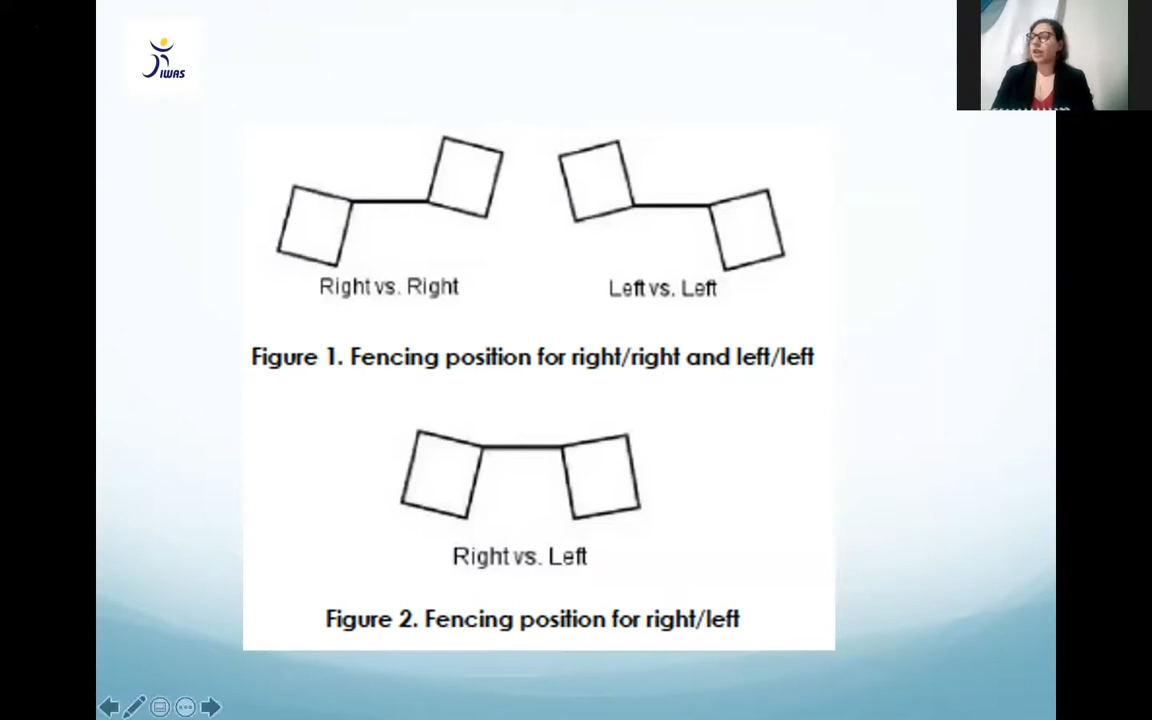 IWAS
Right vs. Right
Left vs. Left
Figure 1. Fencing position for right/right and left/left
Right vs. Left
Figure 2. Fencing position for right/left